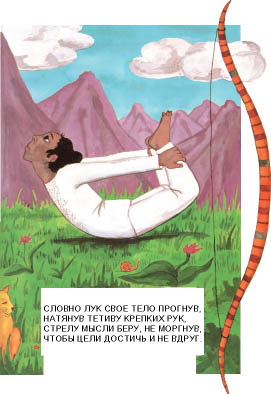 СЛОВНО ЛУК СВОЕ ТЕЛО ПРОГНУВ,
НАТЯНУВ ТЕТИВУ КРЕПКИХ РУК,
СТРЕЛУ МЫСЛИ БЕРУ, НЕ МОРГНУВ,
ЧТОБЫ ЦЕЛИ ДОСТИЧЬ И НЕ ВДРУГ.